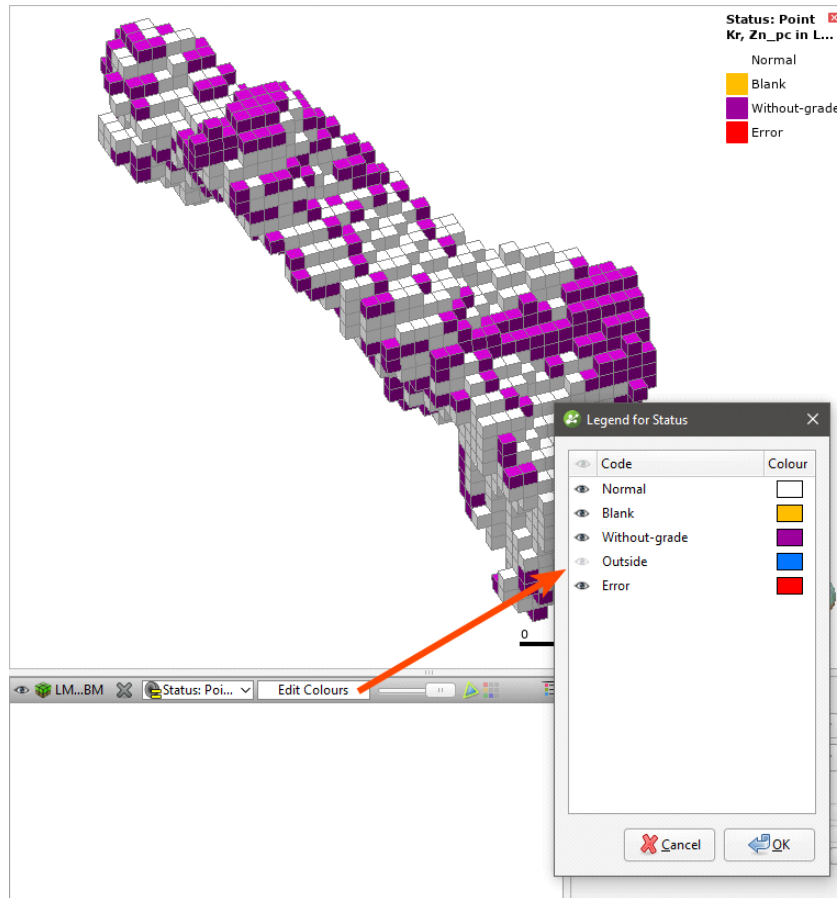 Status: Point
Kr, Zn_pc in L...
Normal
Blank
Without-grade
Error
Legend for Status
Code Colour
Normal
Blank
Without-grade
Outside
Error
0
LM...BM Status: Poi... Edit Colours
Cancel OK